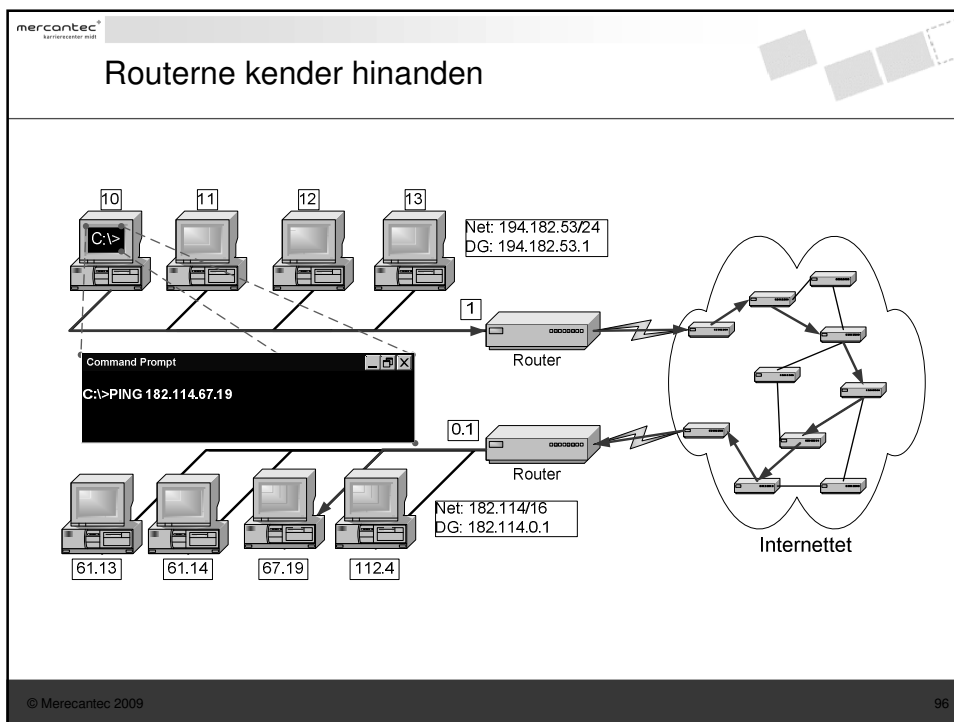 mercantec+
karrierecenter midt
Routerne kender hinanden
10
11
12
13
C:\>
Net: 194.182.53/24
DG: 194.182.53.1
1
Router
Command Prompt
C:\>PING 182.114.67.19
0.1
Router
Net: 182.114/16
DG: 182.114.0.1
61.13
61.14
67.19
112.4
Internettet
© Merecantec 2009
96